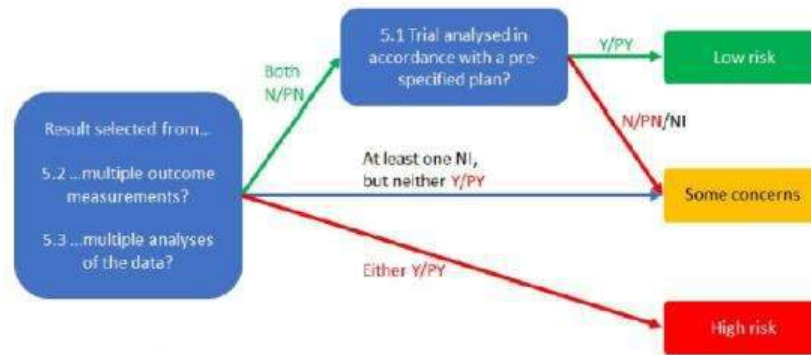 5.1 Trial analysed in
accordance with a pre-
specified plan?
Y/PY
Low risk
Both
N/PN
Result selected from...
5.2 ...multiple outcome
measurements?
5.3 ...multiple analyses
of the data?
N/PN/NI
At least one NI,
but neither Y/PY
Some concerns
Either Y/PY
High risk